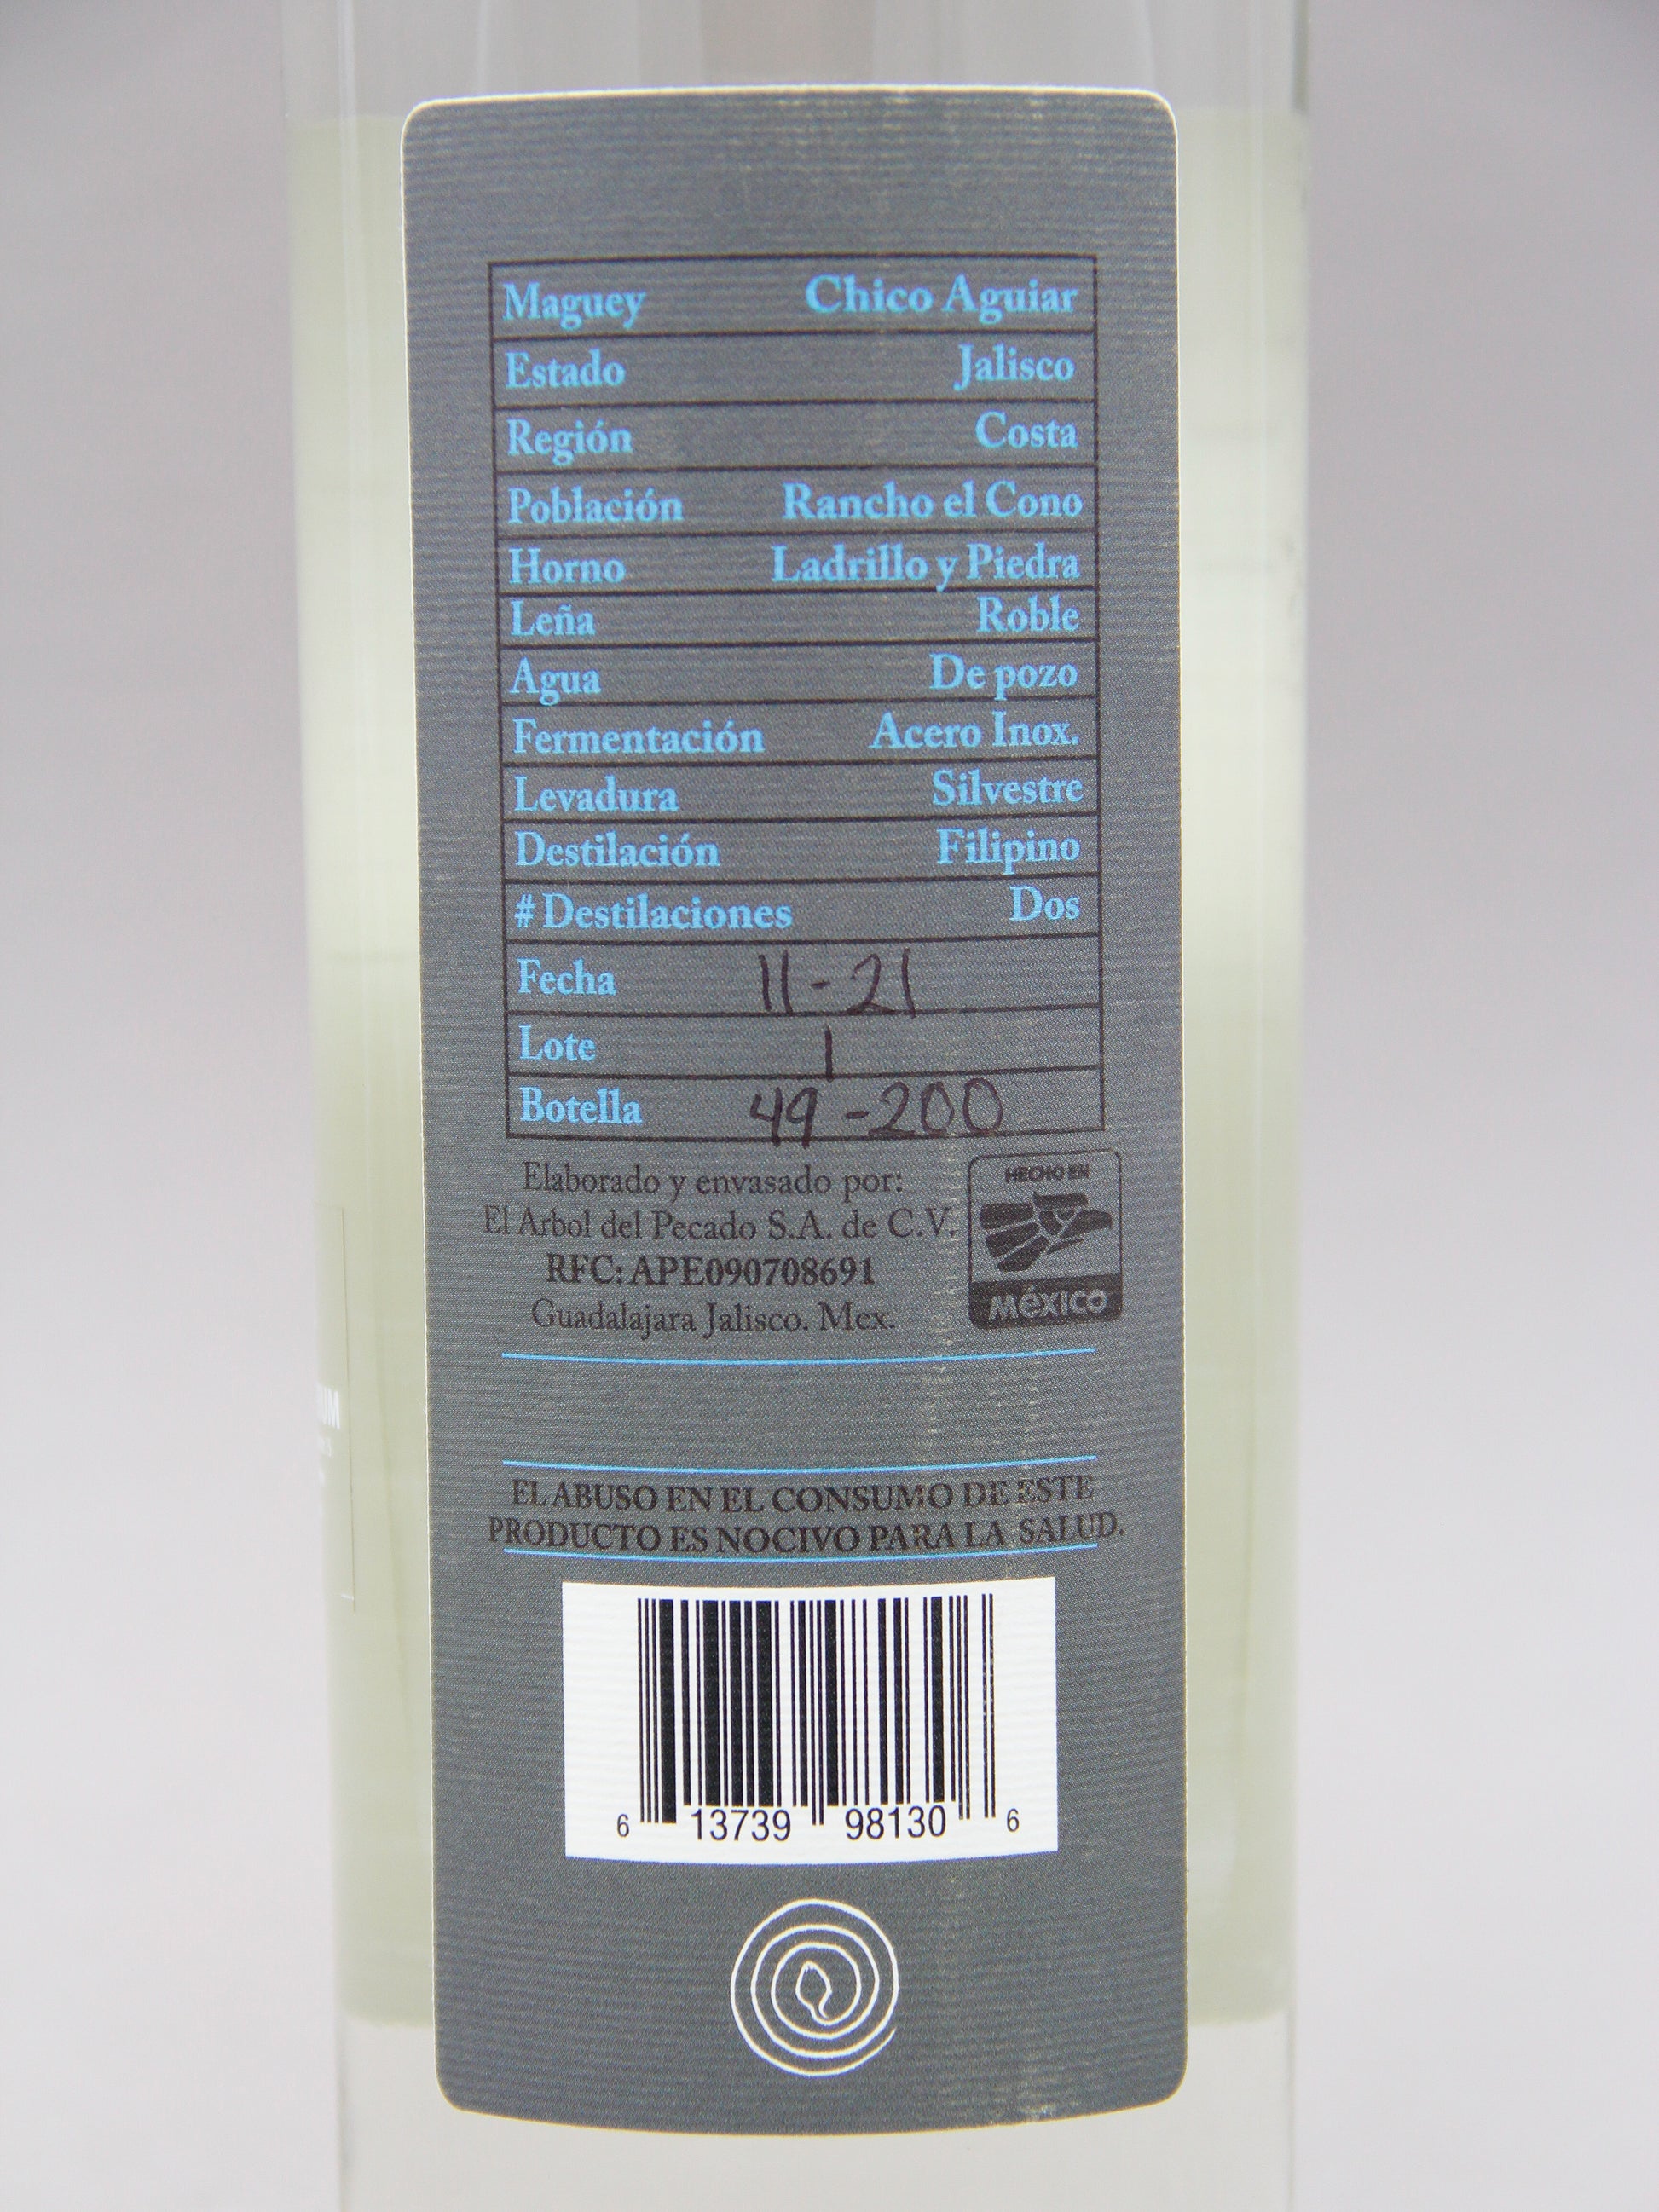 Maguey Chico Aguiar
Estado Jalisco
Región Costa
Población Rancho el Cono
Horno Ladrillo y Piedra
Leña Roble
Agua De pozo
Fermentación Acero Inox.
Levadura Silvestre
Destilación Filipino
# Destilaciones Dos
Fecha 11-21
Lote 1
Botella 49-200
Elaborado y envasado por:
El Arbol del Pecado S.A. de C.V.
RFC: APE090708691
Guadalajara Jalisco. Mex.
HECHO EN
MéXICO
EL ABUSO EN EL CONSUMO DE ESTE
PRODUCTO ES NOCIVO PARA LA SALUD.
6 13739 98130 6